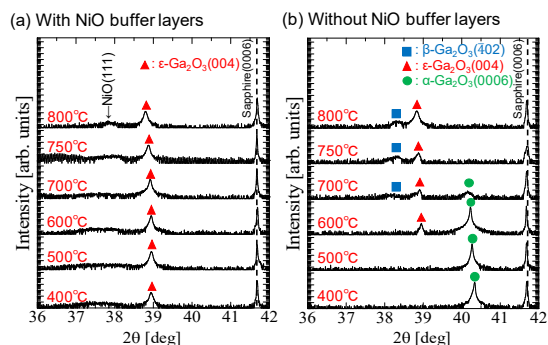 (a) With NiO buffer layers
▲: ε-Ga2O3(004)
←NiO(111)
Sapphire(0006)
800℃
750℃
700℃
600℃
500℃
400℃
Intensity [arb. units]
36 37 38 39 40 41 42
2θ [deg]
(b) Without NiO buffer layers
■: β-Ga2O3(4̄02)
▲: ε-Ga2O3(004)
●: α-Ga2O3(0006)
Sapphire(0006)
800℃
750℃
700℃
600℃
500℃
400℃
Intensity [arb. units]
36 37 38 39 40 41 42
2θ [deg]